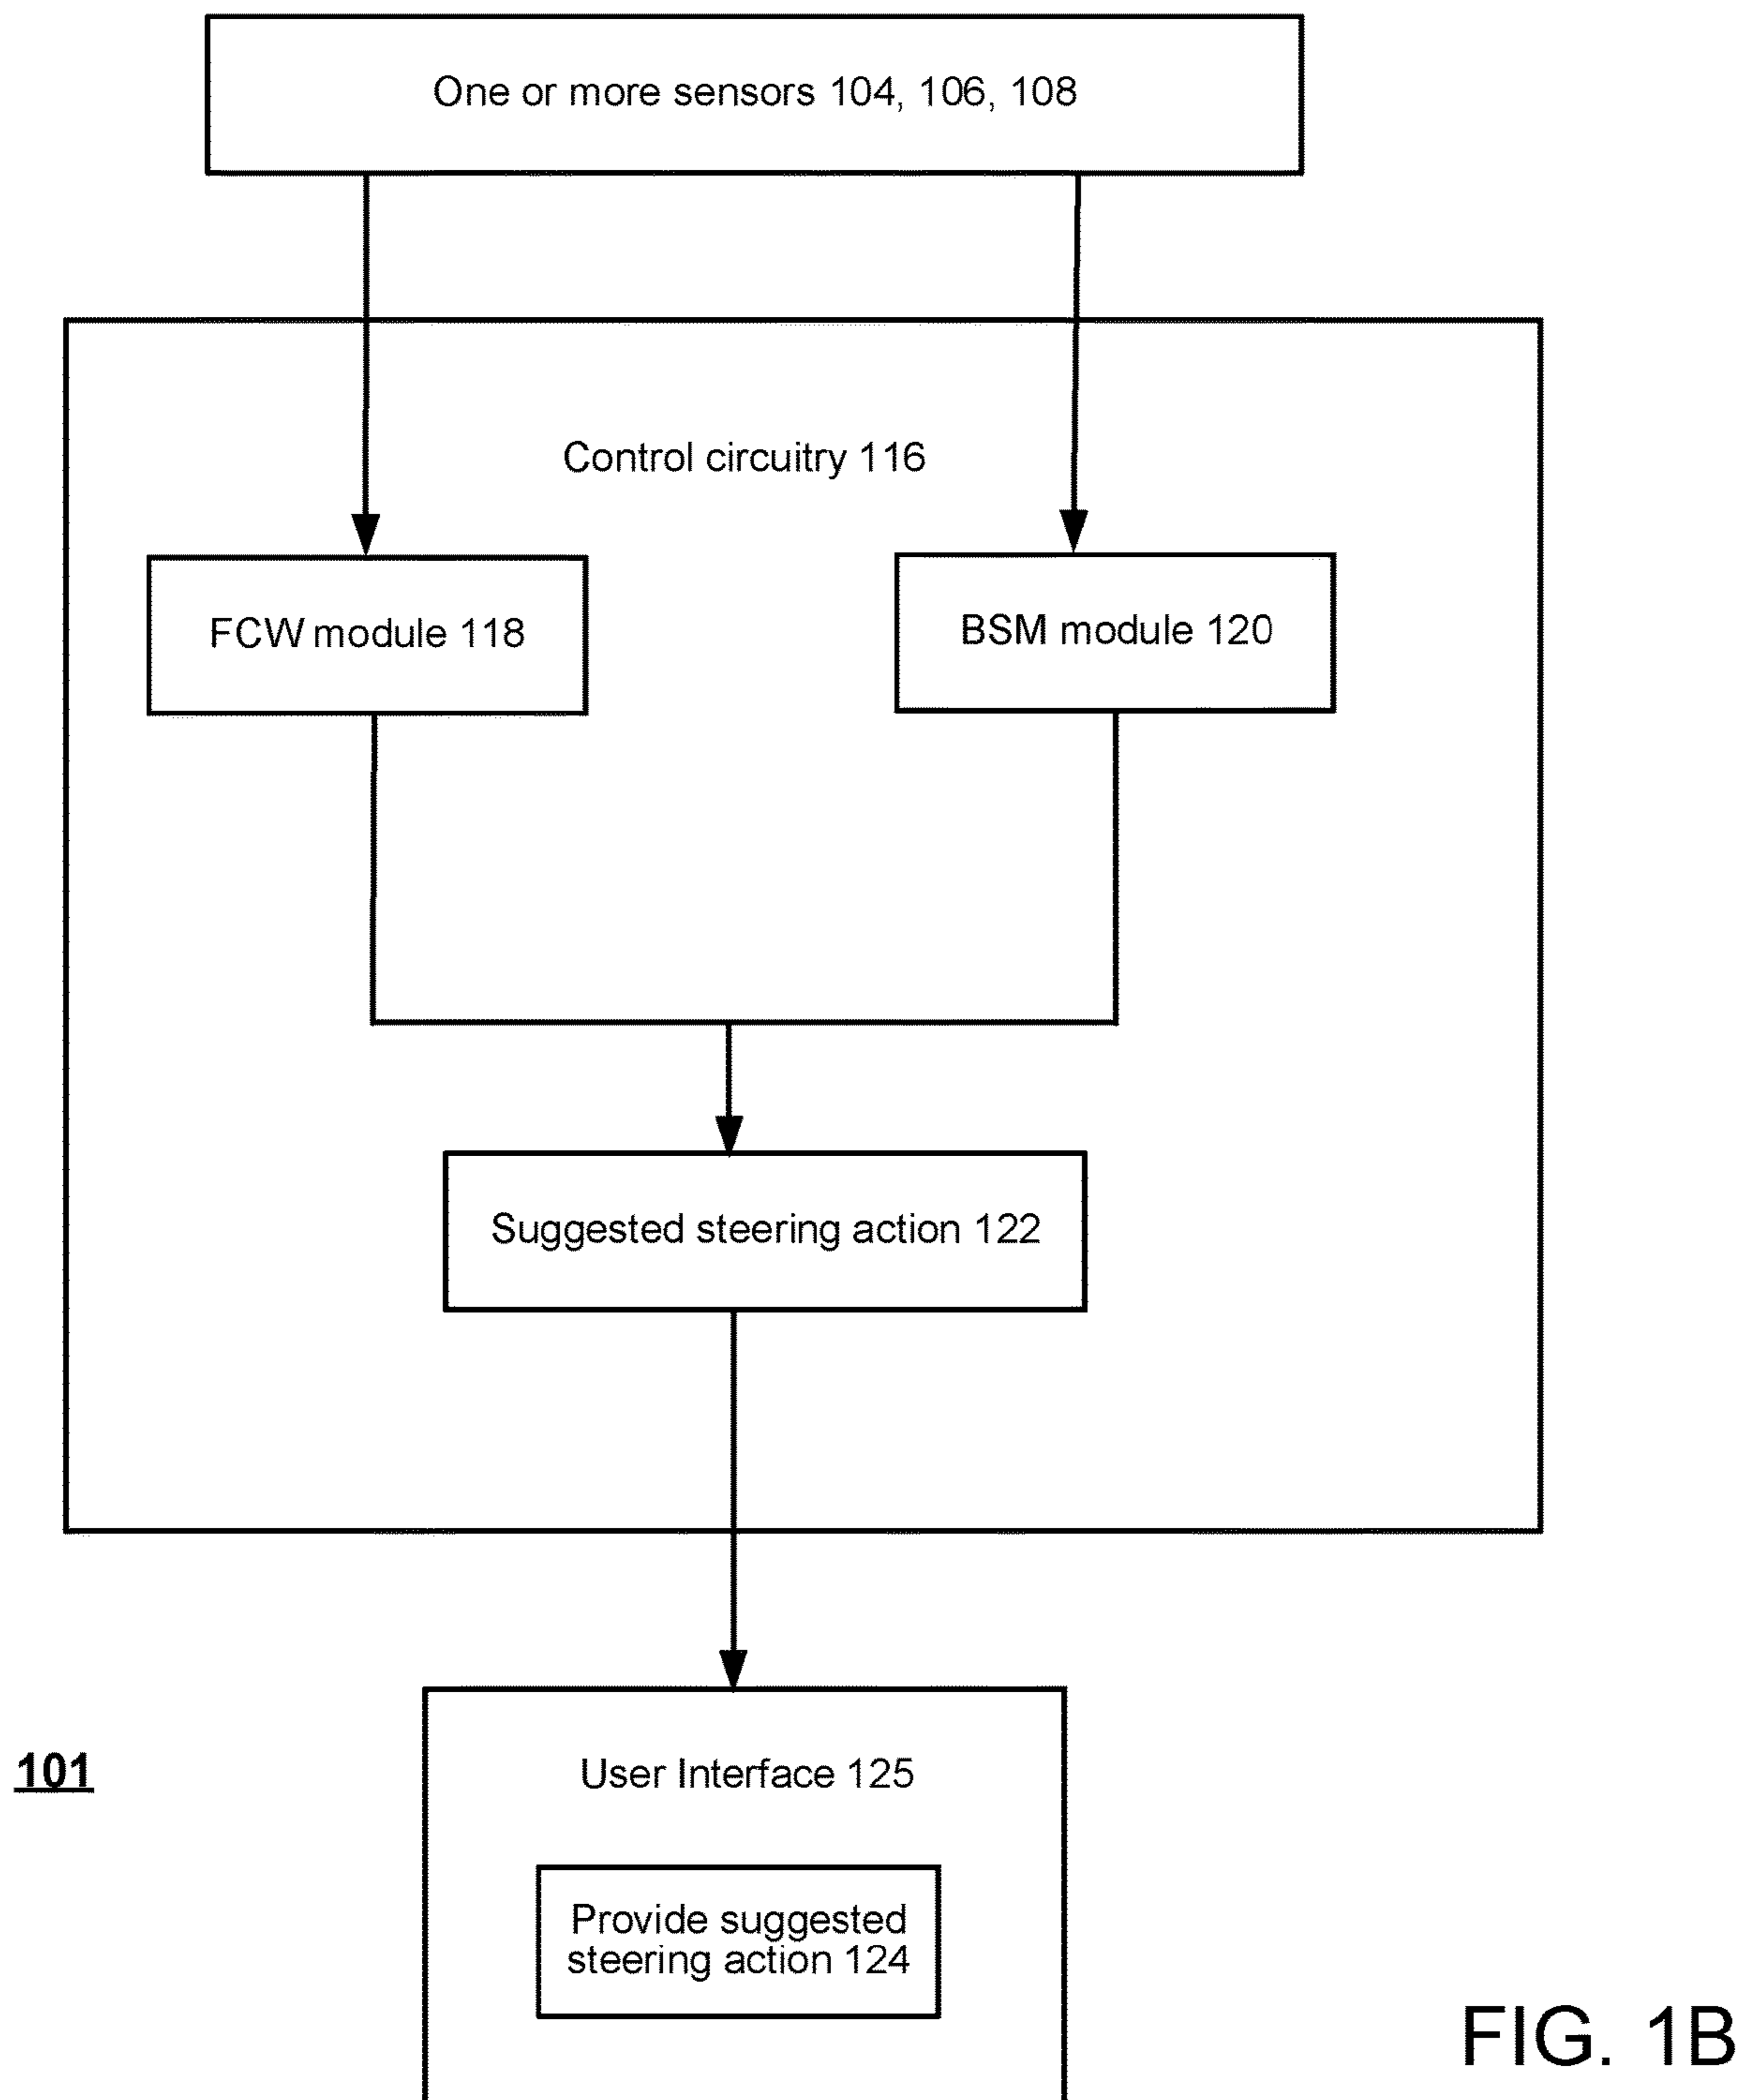 One or more sensors 104, 106, 108
Control circuitry 116
FCW module 118
BSM module 120
Suggested steering action 122
101
User Interface 125
Provide suggested
steering action 124
FIG. 1B